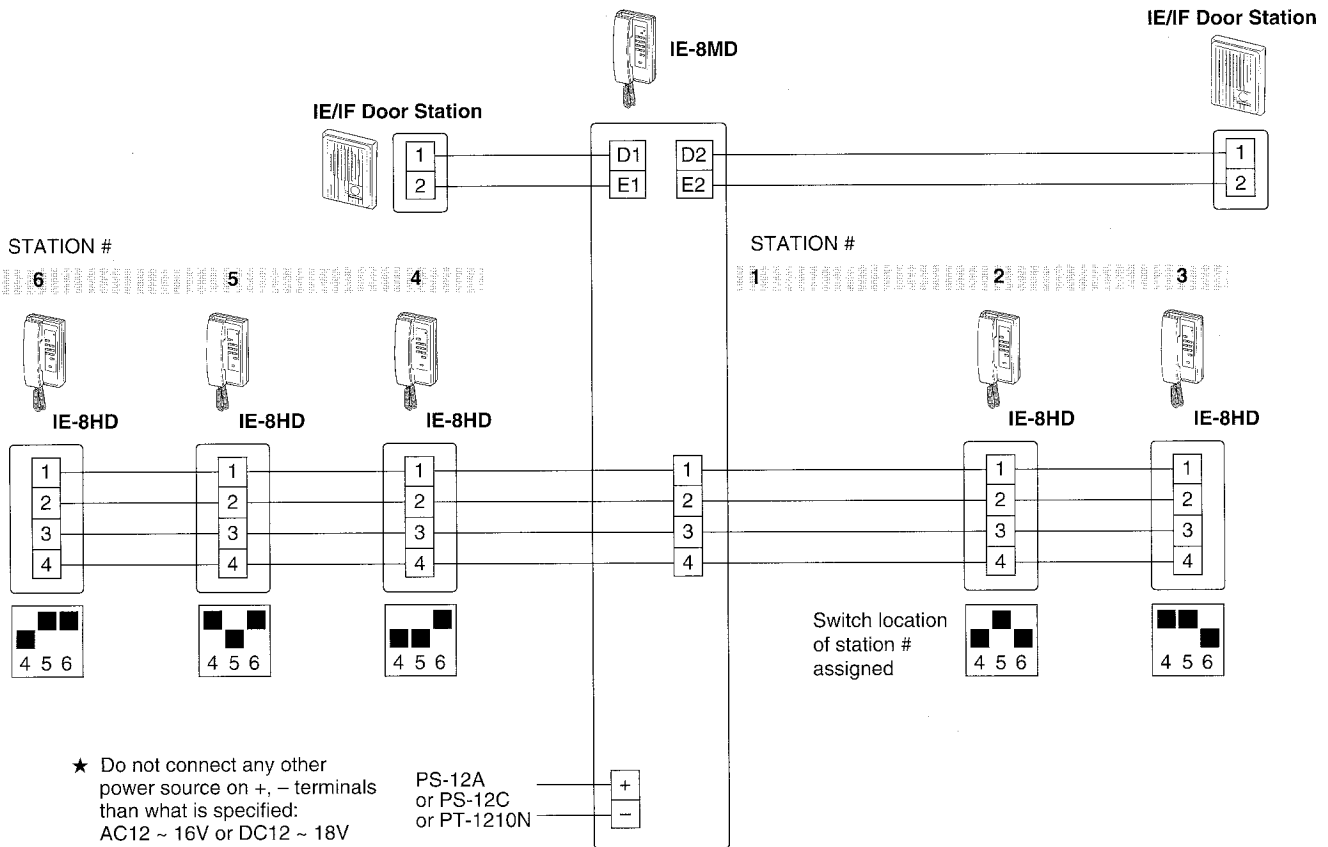 IE/IF Door Station
IE-8MD
IE/IF Door Station
1
2
D1
E1
D2
E2
1
2
STATION #
6 5 4
STATION #
1 2 3
IE-8HD
IE-8HD
IE-8HD
IE-8HD
IE-8HD
1 1 1 1 1 1
2 2 2 2 2 2
3 3 3 3 3 3
4 4 4 4 4 4
4 5 6
4 5 6
4 5 6
Switch location
of station #
assigned
4 5 6
4 5 6
★ Do not connect any other
power source on +, – terminals
than what is specified:
AC12 ~ 16V or DC12 ~ 18V
PS-12A
or PS-12C
or PT-1210N
+
–